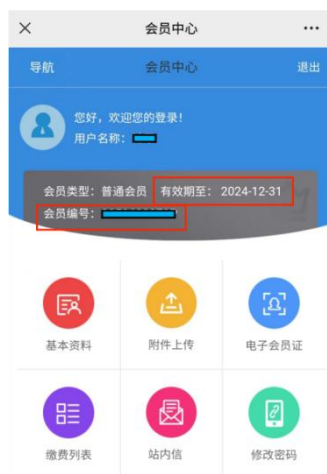 会员中心
导航 会员中心 退出
您好，欢迎您的登录！
用户名称：
会员类型：普通会员 有效期至： 2024-12-31
会员编号：
基本资料 附件上传 电子会员证
缴费列表 站内信 修改密码